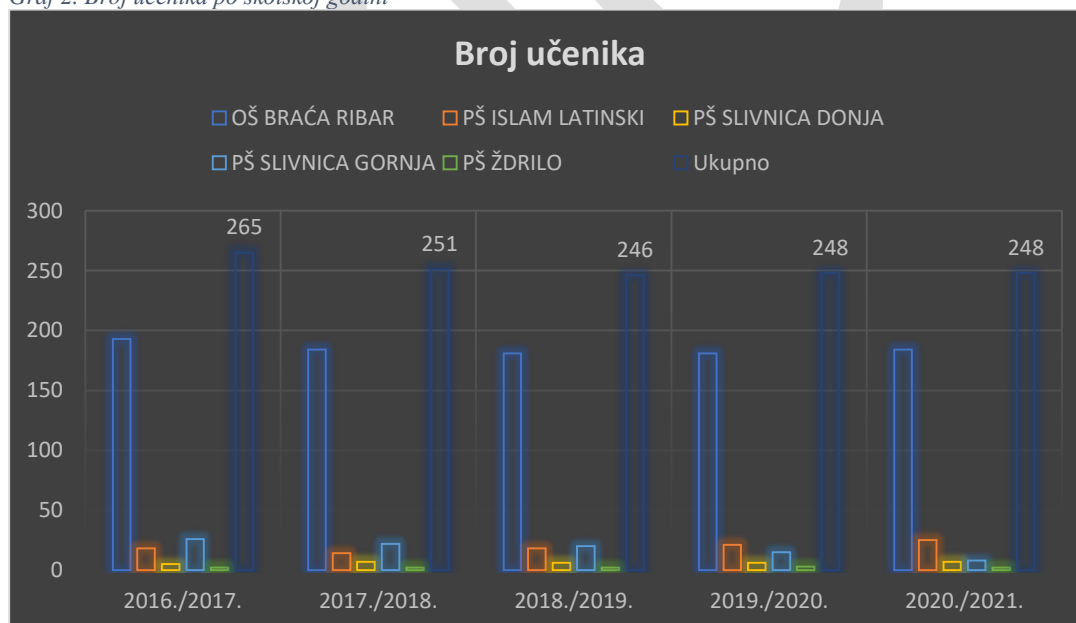 Graf 2. Broj učenika po školskoj godini
Broj učenika
OŠ BRAĆA RIBAR PŠ ISLAM LATINSKI PŠ SLIVNICA DONJA
PŠ SLIVNICA GORNJA PŠ ŽDRILO Ukupno
300
265 251 246 248 248
250
200
150
100
50
0
2016./2017. 2017./2018. 2018./2019. 2019./2020. 2020./2021.